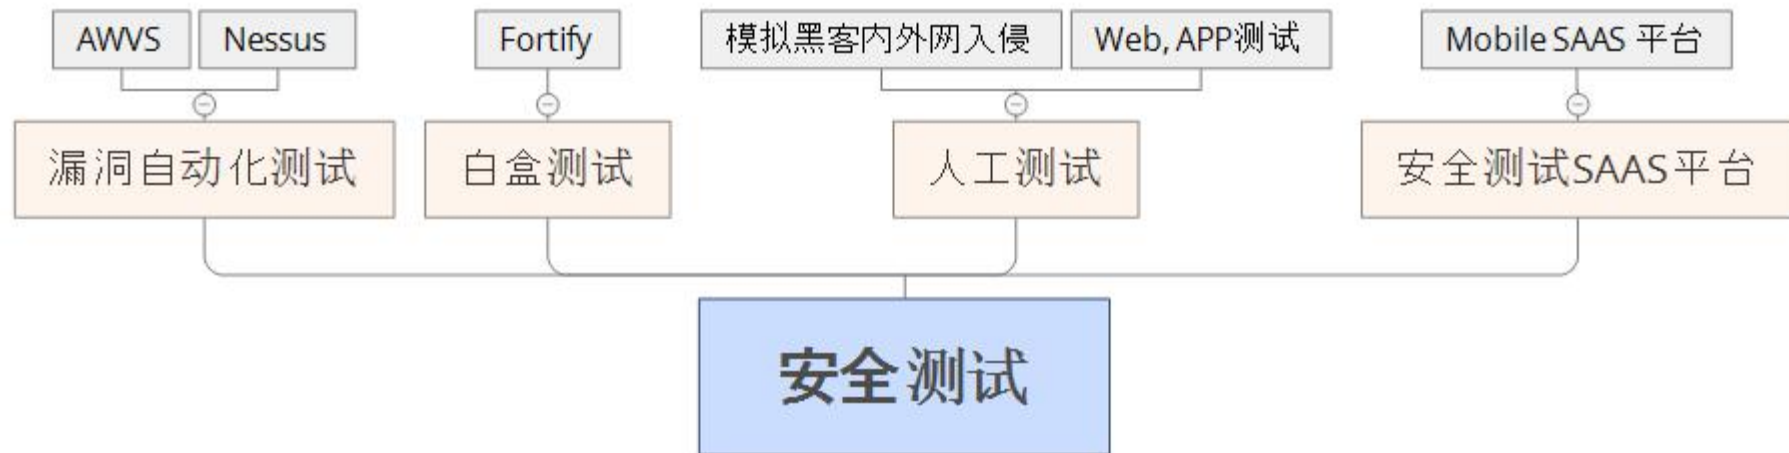 AWVS
Nessus
Fortify
模拟黑客内外网入侵
Web, APP测试
Mobile SAAS 平台
漏洞自动化测试
白盒测试
人工测试
安全测试SAAS平台
安全测试